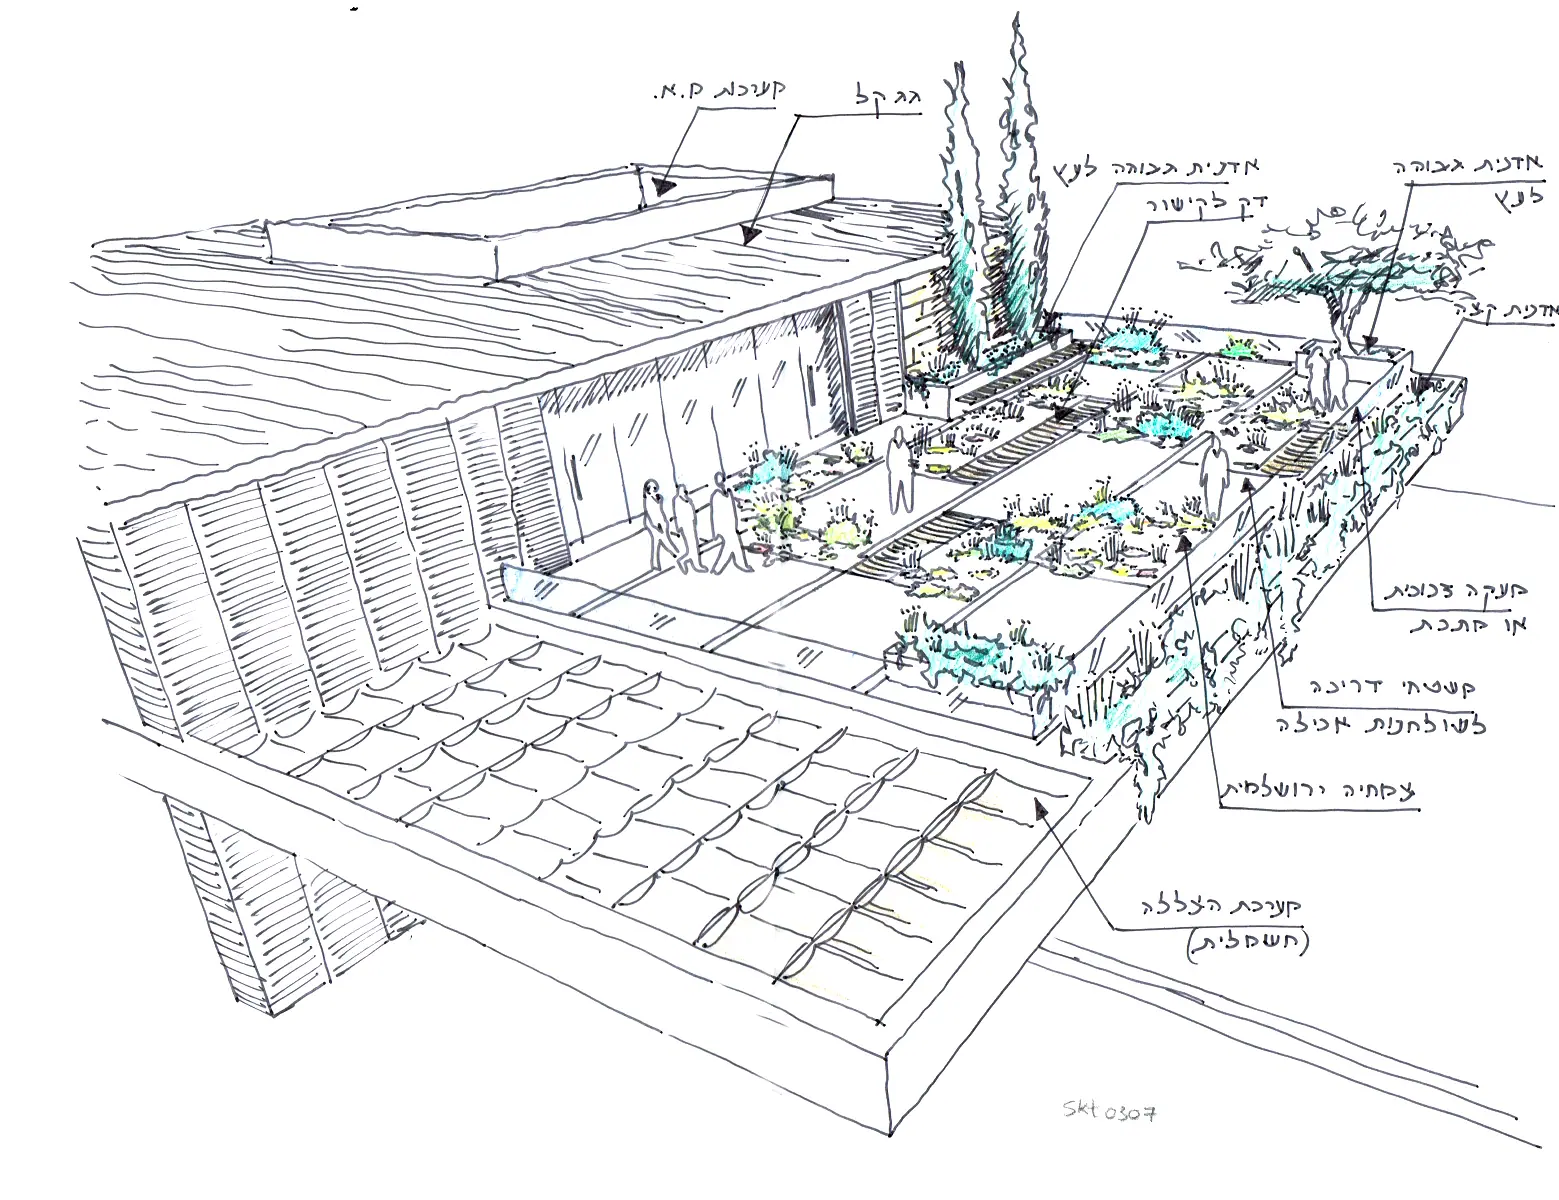 מערכות מ.א.
גג קל
אדנית גבוהה לעץ
דק לקישור
אדנית גבוהה
לעץ
אדנית קצה
מעקה זכוכית
או מתכת
משטחי דריכה
לשולחנות אכילה
צמחיה ירושלמית
מערכת הצללה
(חשמלית)
Skt 0307